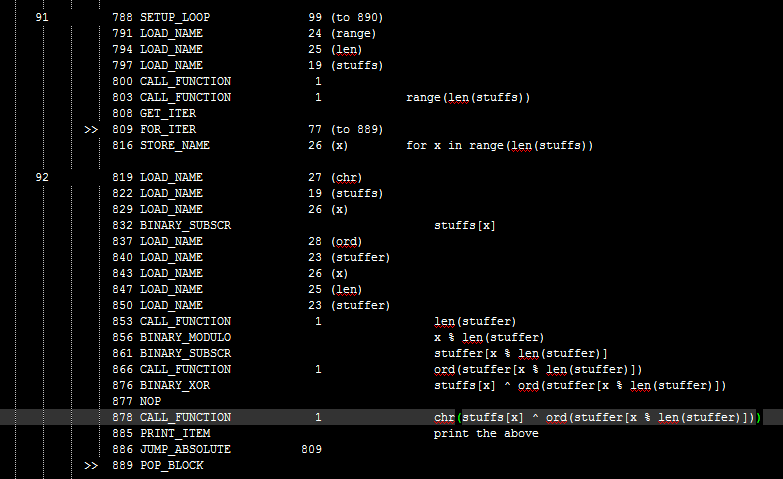 91 788 SETUP_LOOP 99 (to 890)
791 LOAD_NAME 24 (range)
794 LOAD_NAME 25 (len)
797 LOAD_NAME 19 (stuffs)
800 CALL_FUNCTION 1
803 CALL_FUNCTION 1 range(len(stuffs))
808 GET_ITER
>> 809 FOR_ITER 77 (to 889)
816 STORE_NAME 26 (x) for x in range(len(stuffs))
92 819 LOAD_NAME 27 (chr)
822 LOAD_NAME 19 (stuffs)
829 LOAD_NAME 26 (x)
832 BINARY_SUBSCR stuffs[x]
837 LOAD_NAME 28 (ord)
840 LOAD_NAME 23 (stuffer)
843 LOAD_NAME 26 (x)
847 LOAD_NAME 25 (len)
850 LOAD_NAME 23 (stuffer)
853 CALL_FUNCTION 1 len(stuffer)
856 BINARY_MODULO x % len(stuffer)
861 BINARY_SUBSCR stuffer[x % len(stuffer)]
866 CALL_FUNCTION 1 ord(stuffer[x % len(stuffer)])
876 BINARY_XOR stuffs[x] ^ ord(stuffer[x % len(stuffer)])
877 NOP
878 CALL_FUNCTION 1 chr(stuffs[x] ^ ord(stuffer[x % len(stuffer)]))
885 PRINT_ITEM print the above
886 JUMP_ABSOLUTE 809
>> 889 POP_BLOCK